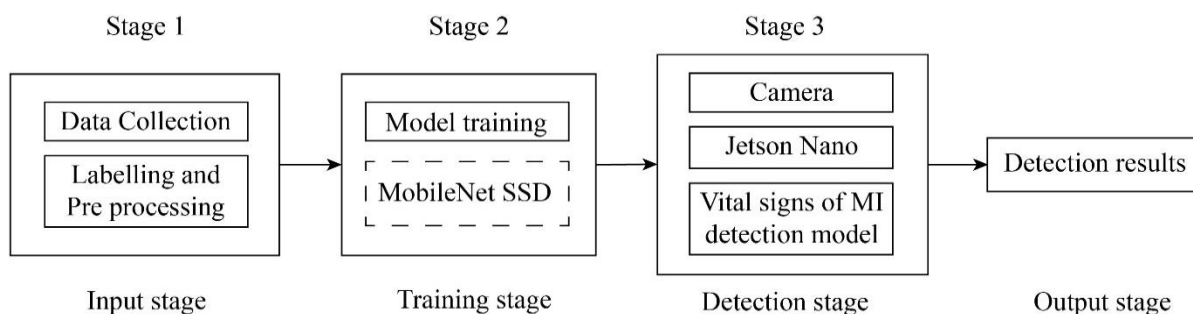 Stage 1
Stage 2
Stage 3
Data Collection
Labelling and
Pre processing
Model training
MobileNet SSD
Camera
Jetson Nano
Vital signs of MI
detection model
Detection results
Input stage
Training stage
Detection stage
Output stage